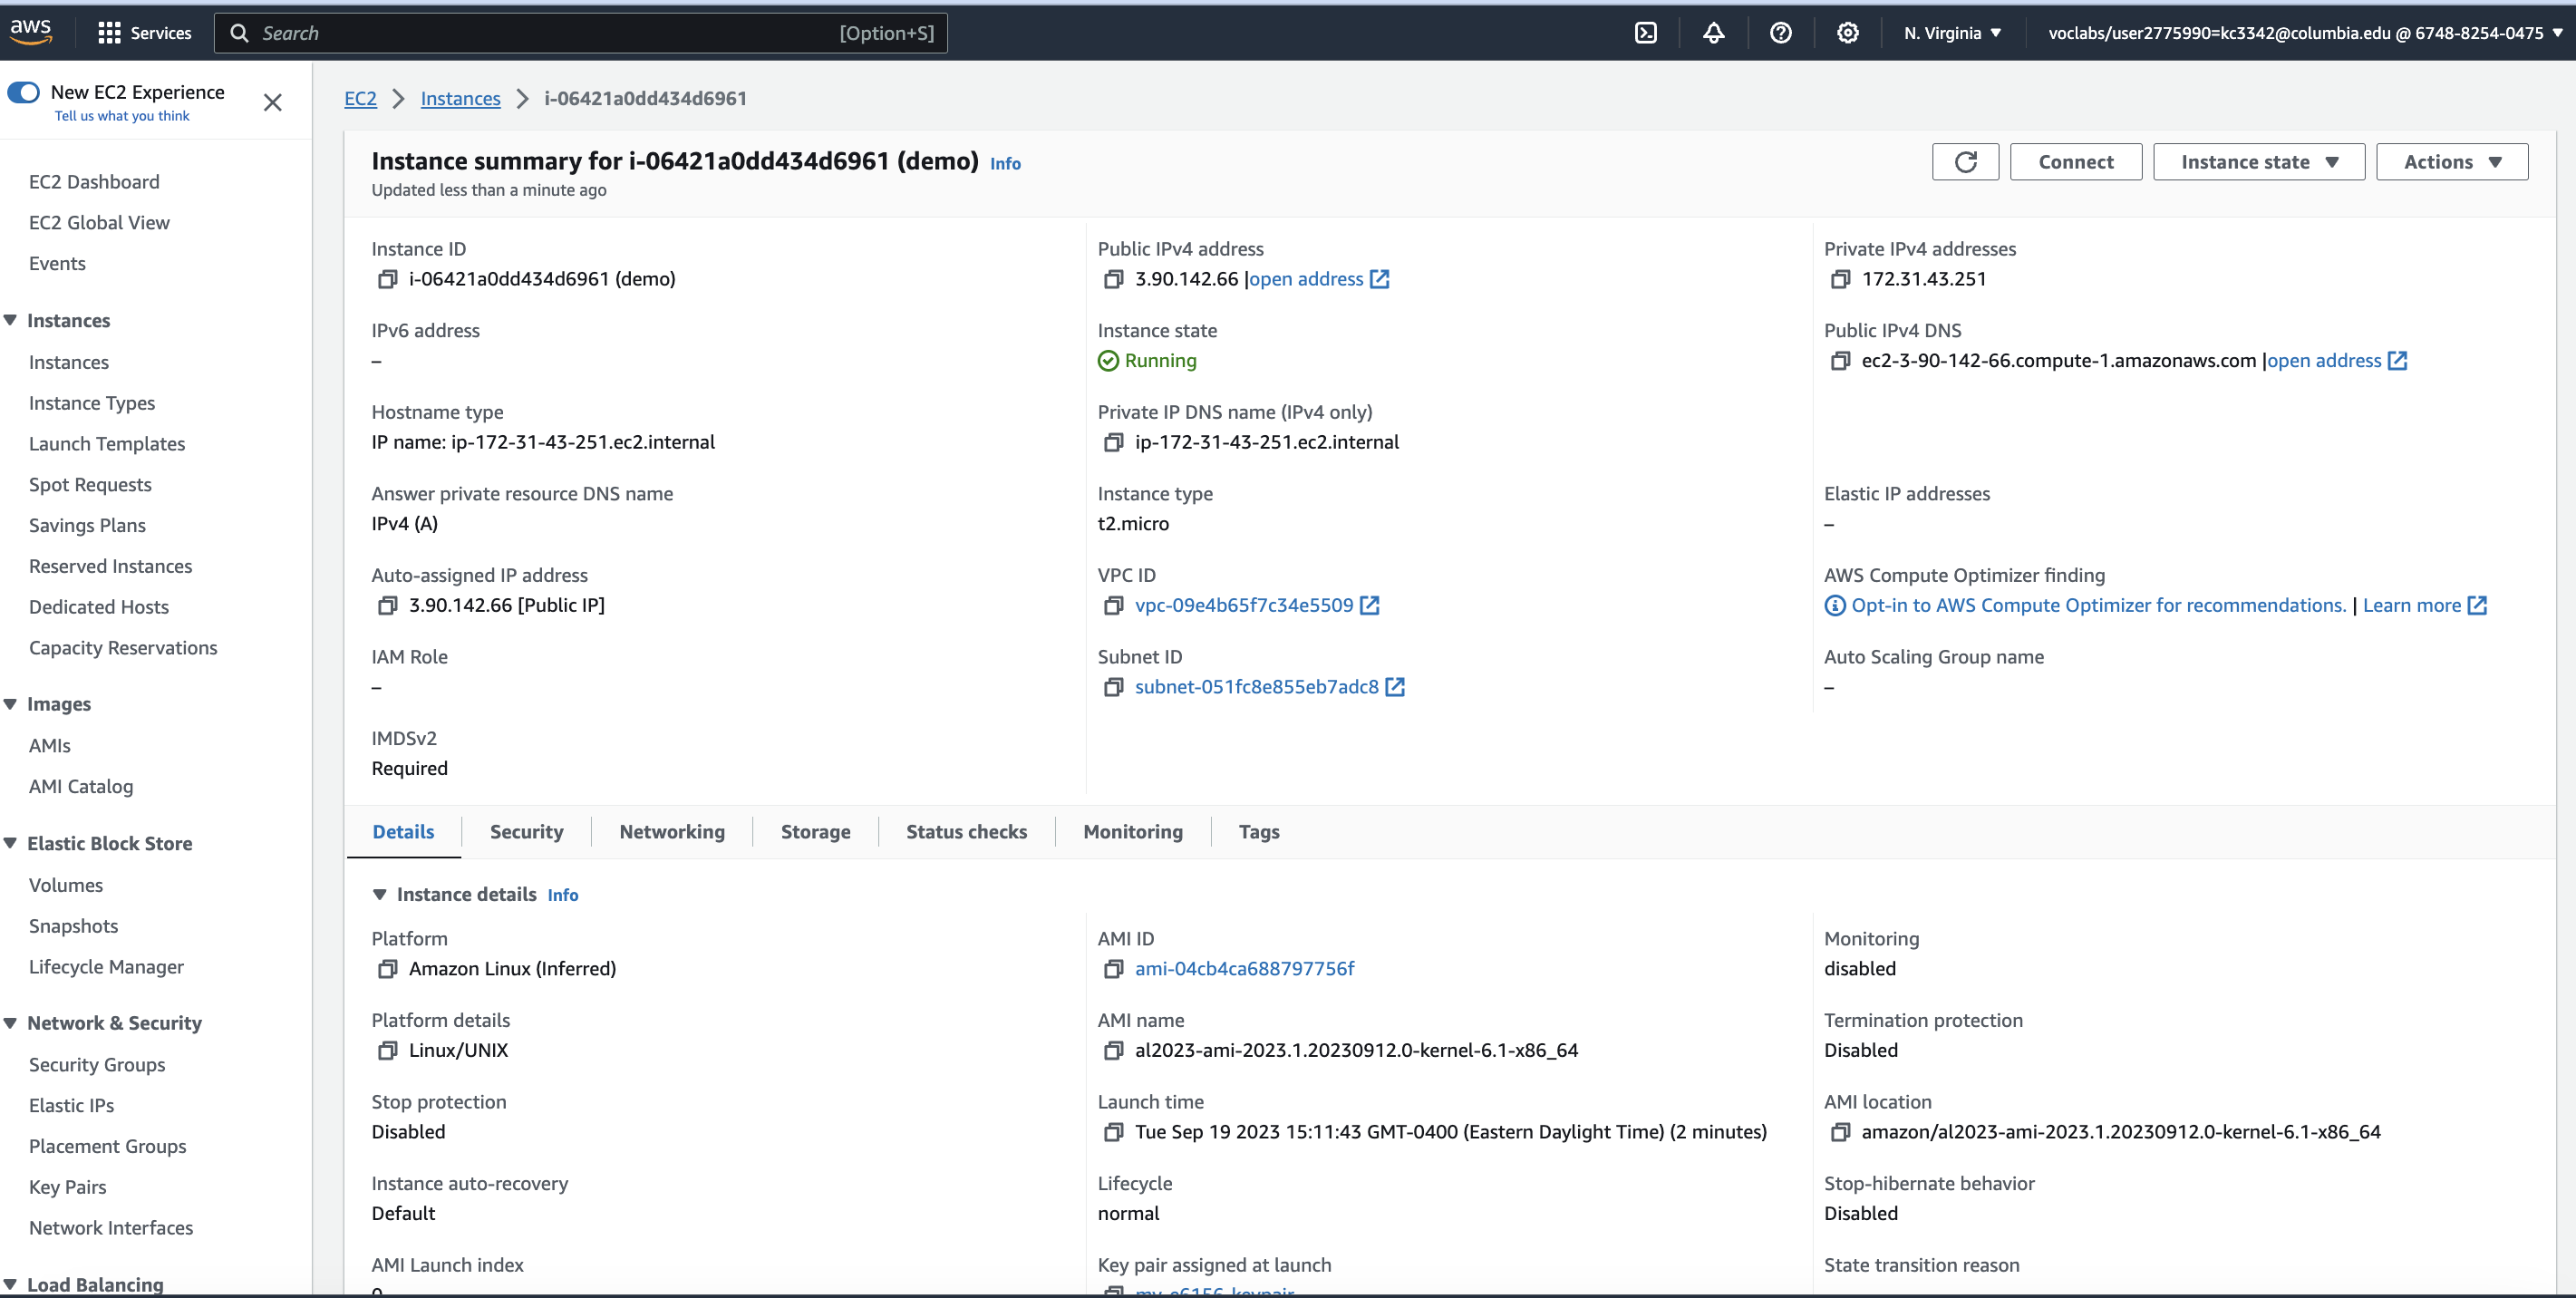 aws
Services
Search [Option+S]
N. Virginia
voclabs/user2775990=kc3342@columbia.edu @ 6748-8254-0475
New EC2 Experience
Tell us what you think
EC2 Dashboard
EC2 Global View
Events
Instances
Instances
Instance Types
Launch Templates
Spot Requests
Savings Plans
Reserved Instances
Dedicated Hosts
Capacity Reservations
Images
AMIs
AMI Catalog
Elastic Block Store
Volumes
Snapshots
Lifecycle Manager
Network & Security
Security Groups
Elastic IPs
Placement Groups
Key Pairs
Network Interfaces
Load Balancing
EC2 > Instances > i-06421a0dd434d6961
Instance summary for i-06421a0dd434d6961 (demo) Info
Updated less than a minute ago
Connect
Instance state
Actions
Instance ID
i-06421a0dd434d6961 (demo)
Public IPv4 address
3.90.142.66 |open address
Private IPv4 addresses
172.31.43.251
IPv6 address
–
Instance state
Running
Public IPv4 DNS
ec2-3-90-142-66.compute-1.amazonaws.com |open address
Hostname type
IP name: ip-172-31-43-251.ec2.internal
Private IP DNS name (IPv4 only)
ip-172-31-43-251.ec2.internal
Answer private resource DNS name
IPv4 (A)
Instance type
t2.micro
Elastic IP addresses
–
Auto-assigned IP address
3.90.142.66 [Public IP]
VPC ID
vpc-09e4b65f7c34e5509
AWS Compute Optimizer finding
Opt-in to AWS Compute Optimizer for recommendations. | Learn more
IAM Role
–
Subnet ID
subnet-051fc8e855eb7adc8
Auto Scaling Group name
–
IMDSv2
Required
Details
Security
Networking
Storage
Status checks
Monitoring
Tags
Instance details Info
Platform
Amazon Linux (Inferred)
AMI ID
ami-04cb4ca688797756f
Monitoring
disabled
Platform details
Linux/UNIX
AMI name
al2023-ami-2023.1.20230912.0-kernel-6.1-x86_64
Termination protection
Disabled
Stop protection
Disabled
Launch time
Tue Sep 19 2023 15:11:43 GMT-0400 (Eastern Daylight Time) (2 minutes)
AMI location
amazon/al2023-ami-2023.1.20230912.0-kernel-6.1-x86_64
Instance auto-recovery
Default
Lifecycle
normal
Stop-hibernate behavior
Disabled
AMI Launch index
0
Key pair assigned at launch
my-e6156-keypair
State transition reason